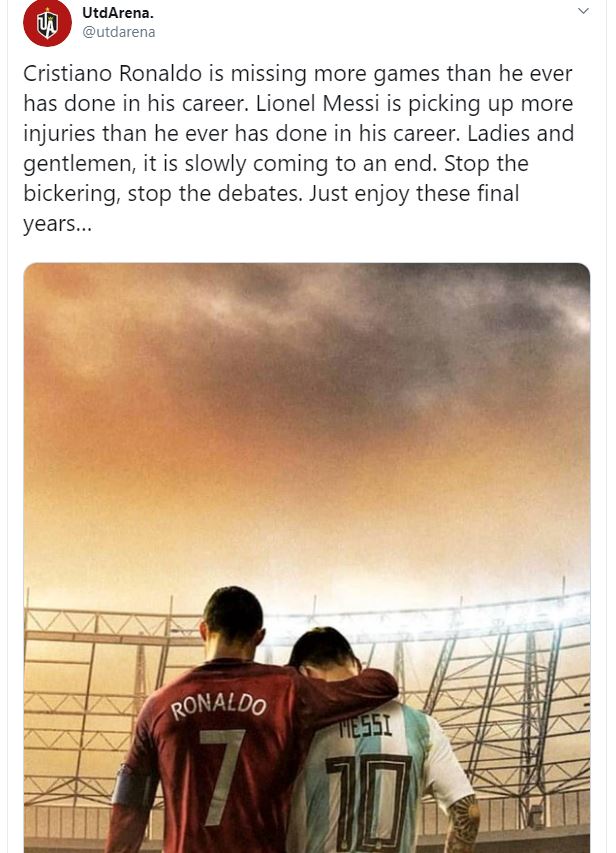 UtdArena.
@utdarena
Cristiano Ronaldo is missing more games than he ever
has done in his career. Lionel Messi is picking up more
injuries than he ever has done in his career. Ladies and
gentlemen, it is slowly coming to an end. Stop the
bickering, stop the debates. Just enjoy these final
years...
RONALDO
7
MESSI
10